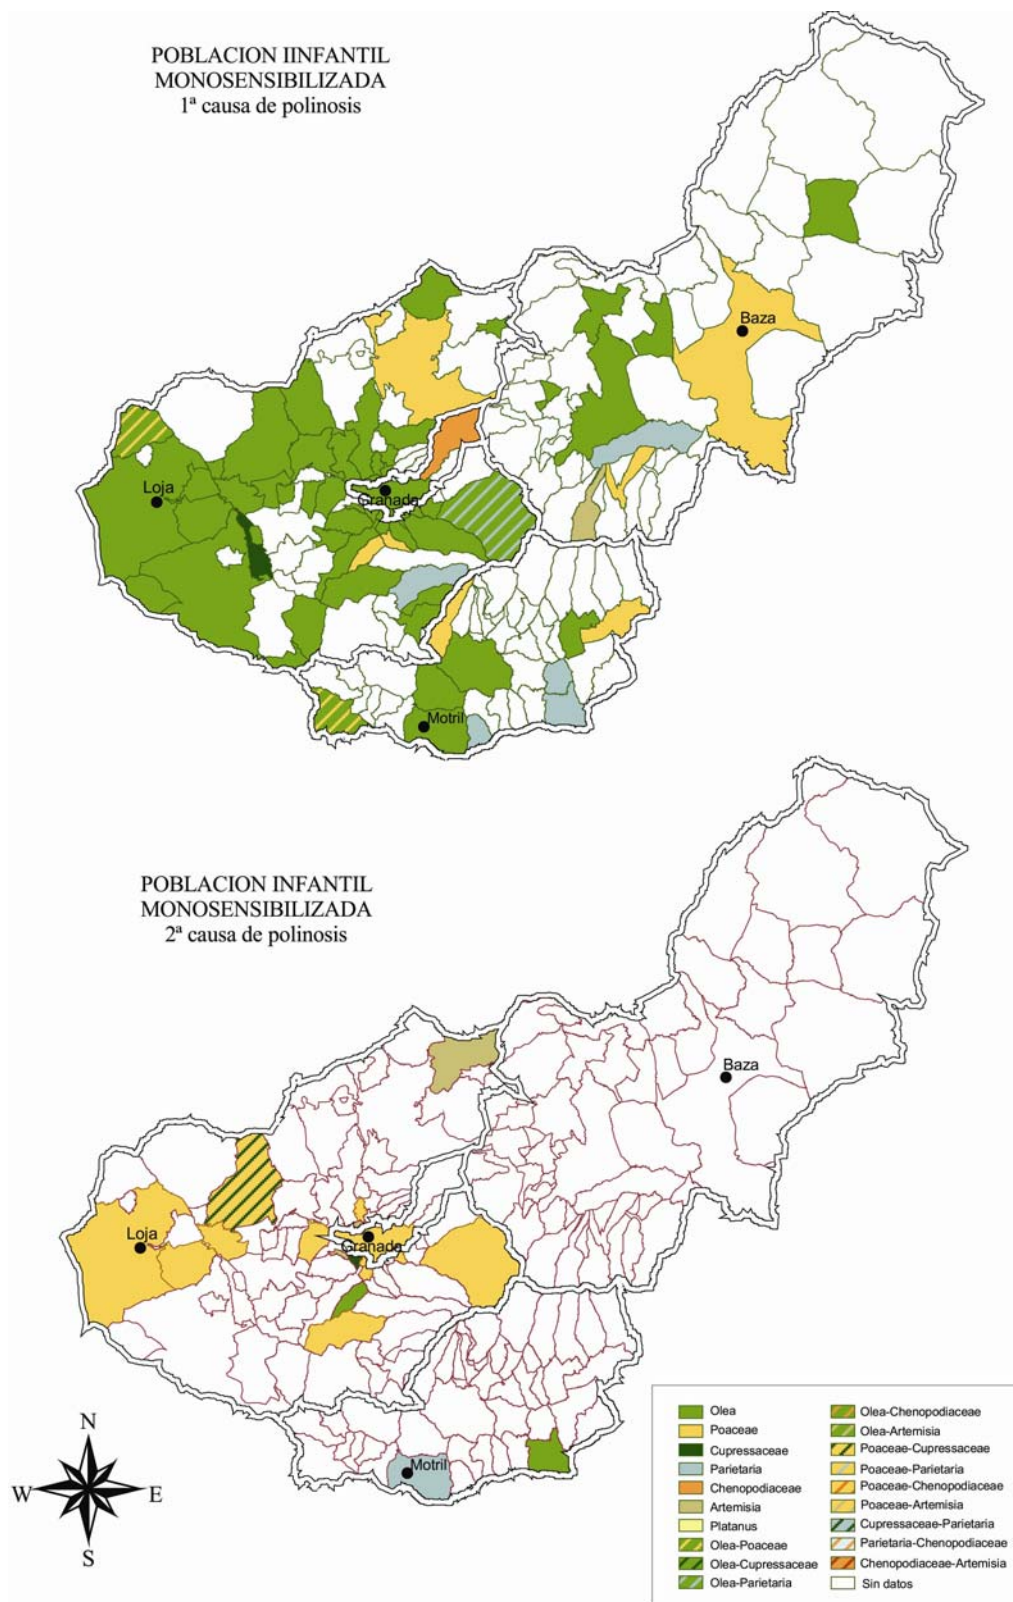 POBLACION IINFANTIL
MONOSENSIBILIZADA
1ª causa de polinosis
Baza
Loja
Granada
Motril
POBLACION INFANTIL
MONOSENSIBILIZADA
2ª causa de polinosis
Baza
Loja
Granada
Motril
N
W
E
S
Olea
Poaceae
Cupressaceae
Parietaria
Chenopodiaceae
Artemisia
Platanus
Olea-Poaceae
Olea-Cupressaceae
Olea-Parietaria
Olea-Chenopodiaceae
Olea-Artemisia
Poaceae-Cupressaceae
Poaceae-Parietaria
Poaceae-Chenopodiaceae
Poaceae-Artemisia
Cupressaceae-Parietaria
Parietaria-Chenopodiaceae
Chenopodiaceae-Artemisia
Sin datos